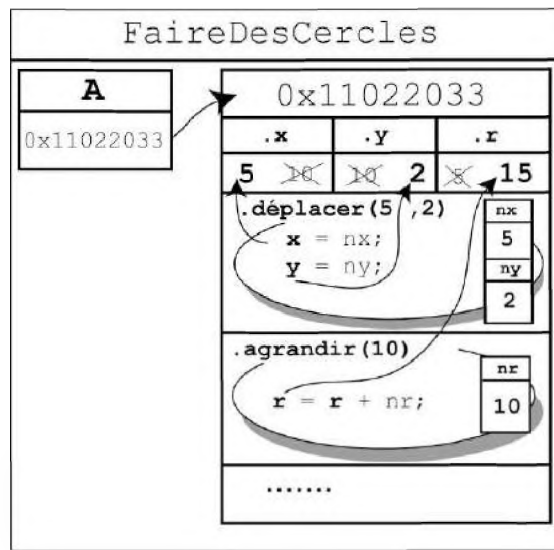 FaireDesCercles
A
0x11022033
0x11022033
.x .y .r
5 10 10 2 5 15
.déplacer(5 ,2)
x = nx;
y = ny;
nx
5
ny
2
.agrandir(10)
r = r + nr;
nr
10
.......